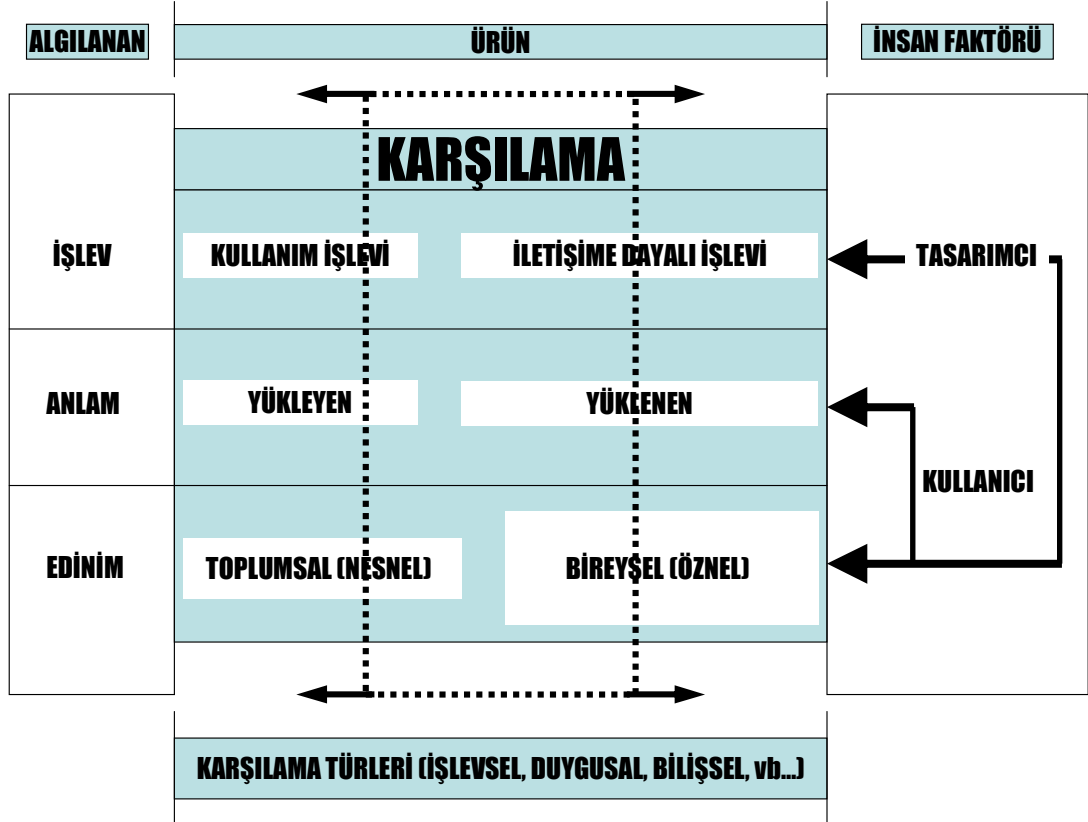 ALGILANAN
ÜRÜN
İNSAN FAKTÖRÜ
KARŞILAMA
İŞLEV
KULLANIM İŞLEVİ
İLETİŞİME DAYALI İŞLEVİ
TASARIMCI
ANLAM
YÜKLEYEN
YÜKLENEN
KULLANICI
EDİNİM
TOPLUMSAL (NESNEL)
BİREYSEL (ÖZNEL)
KARŞILAMA TÜRLERİ (İŞLEVSEL, DUYGUSAL, BİLİŞSEL, vb...)